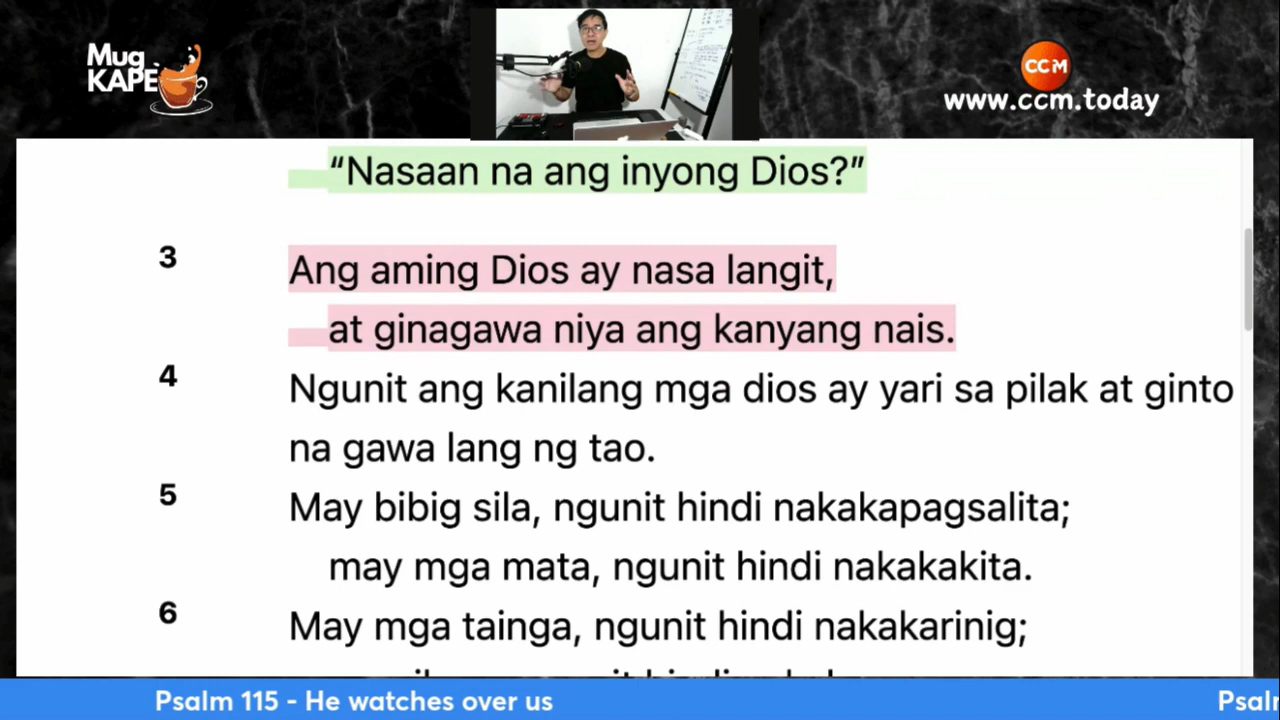 Mug
KAPE
CCM
www.ccm.today
“Nasaan na ang inyong Dios?”
3
Ang aming Dios ay nasa langit,
at ginagawa niya ang kanyang nais.
4
Ngunit ang kanilang mga dios ay yari sa pilak at ginto
na gawa lang ng tao.
5
May bibig sila, ngunit hindi nakakapagsalita;
may mga mata, ngunit hindi nakakakita.
6
May mga tainga, ngunit hindi nakakarinig;
Psalm 115 - He watches over us